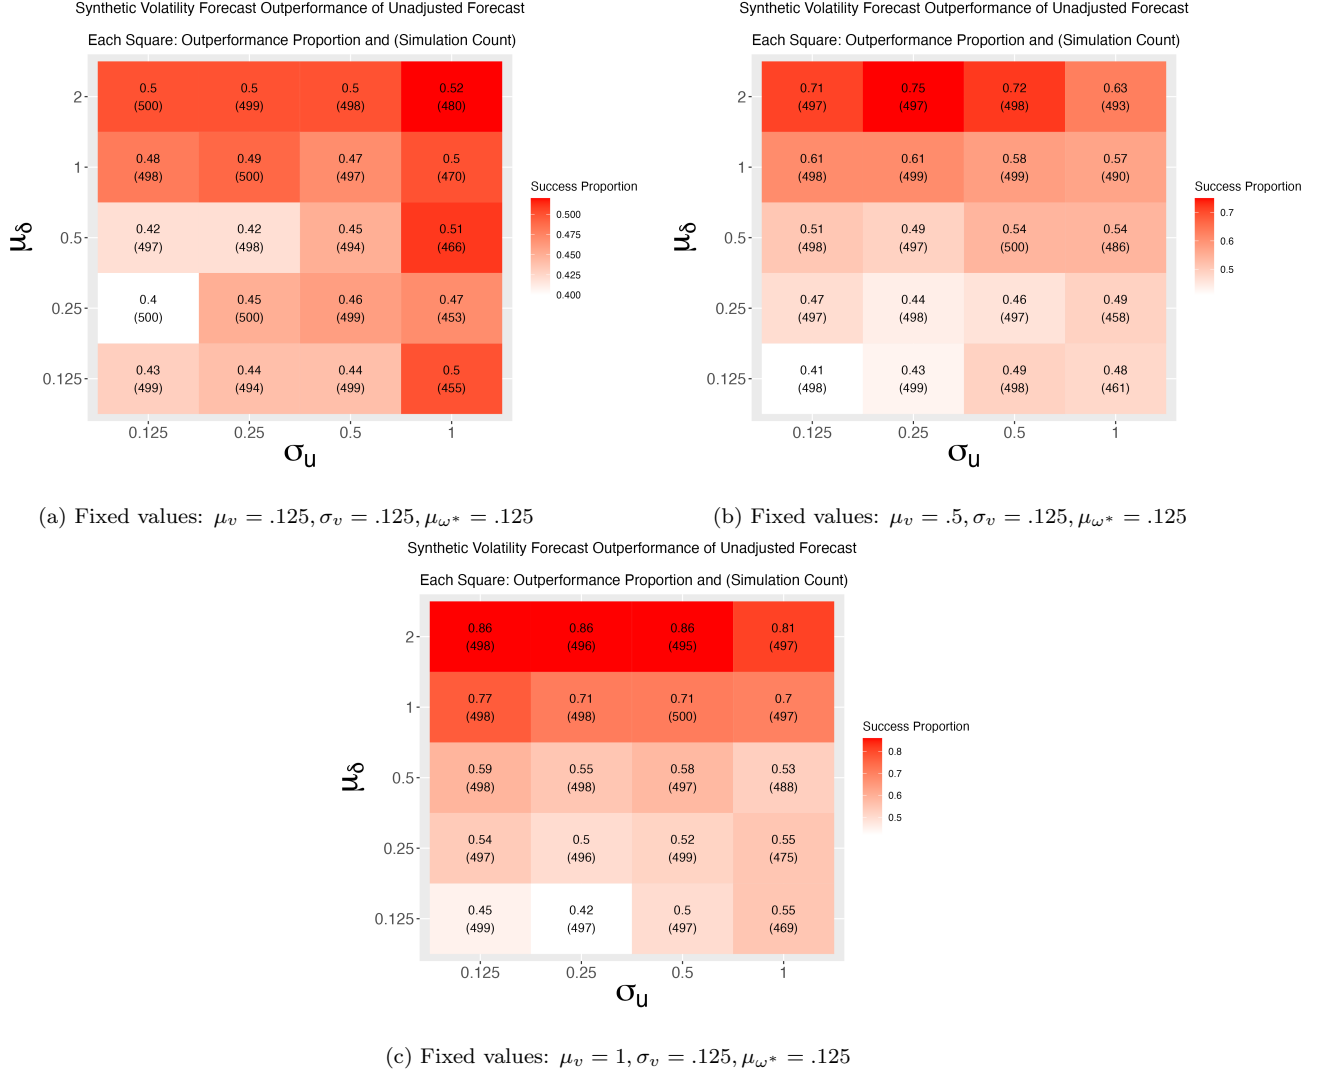 Synthetic Volatility Forecast Outperformance of Unadjusted Forecast
Each Square: Outperformance Proportion and (Simulation Count)
2
0.5 0.5 0.5 0.52
(500) (499) (498) (480)
1
0.48 0.49 0.47 0.5
(498) (500) (497) (470)
0.5
0.42 0.42 0.45 0.51
(497) (498) (494) (466)
0.25
0.4 0.45 0.46 0.47
(500) (500) (499) (453)
0.125
0.43 0.44 0.44 0.5
(499) (494) (499) (455)
0.125 0.25 0.5 1
μδ
σu
Success Proportion
0.500
0.475
0.450
0.425
0.400
(a) Fixed values: μv = .125, σv = .125, μω* = .125
Synthetic Volatility Forecast Outperformance of Unadjusted Forecast
Each Square: Outperformance Proportion and (Simulation Count)
2
0.71 0.75 0.72 0.63
(497) (497) (498) (493)
1
0.61 0.61 0.58 0.57
(498) (499) (499) (490)
0.5
0.51 0.49 0.54 0.54
(498) (497) (500) (486)
0.25
0.47 0.44 0.46 0.49
(497) (498) (497) (458)
0.125
0.41 0.43 0.49 0.48
(498) (499) (498) (461)
0.125 0.25 0.5 1
μδ
σu
Success Proportion
0.7
0.6
0.5
(b) Fixed values: μv = .5, σv = .125, μω* = .125
Synthetic Volatility Forecast Outperformance of Unadjusted Forecast
Each Square: Outperformance Proportion and (Simulation Count)
2
0.86 0.86 0.86 0.81
(498) (496) (495) (497)
1
0.77 0.71 0.71 0.7
(498) (498) (500) (497)
0.5
0.59 0.55 0.58 0.53
(498) (498) (497) (488)
0.25
0.54 0.5 0.52 0.55
(497) (496) (499) (475)
0.125
0.45 0.42 0.5 0.55
(499) (497) (497) (469)
0.125 0.25 0.5 1
μδ
σu
Success Proportion
0.8
0.7
0.6
0.5
(c) Fixed values: μv = 1, σv = .125, μω* = .125